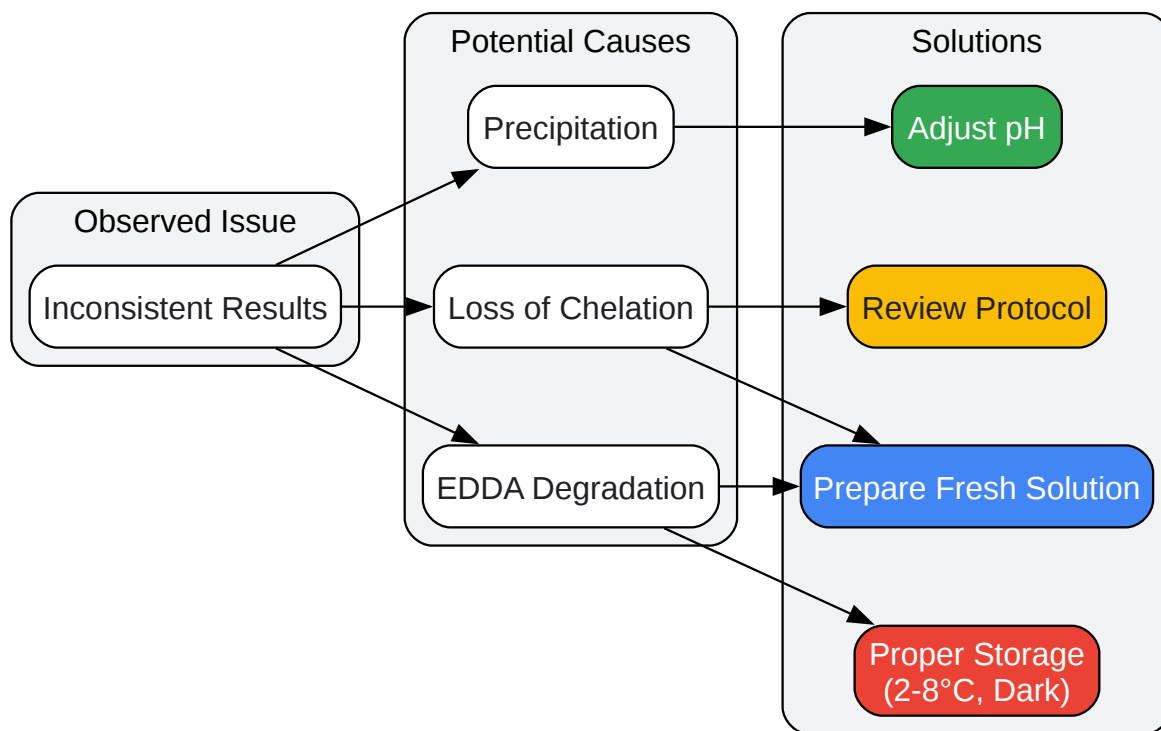 Potential Causes
Solutions
Precipitation
Adjust pH
Observed Issue
Inconsistent Results
Loss of Chelation
Review Protocol
EDDA Degradation
Prepare Fresh Solution
Proper Storage
(2-8°C, Dark)